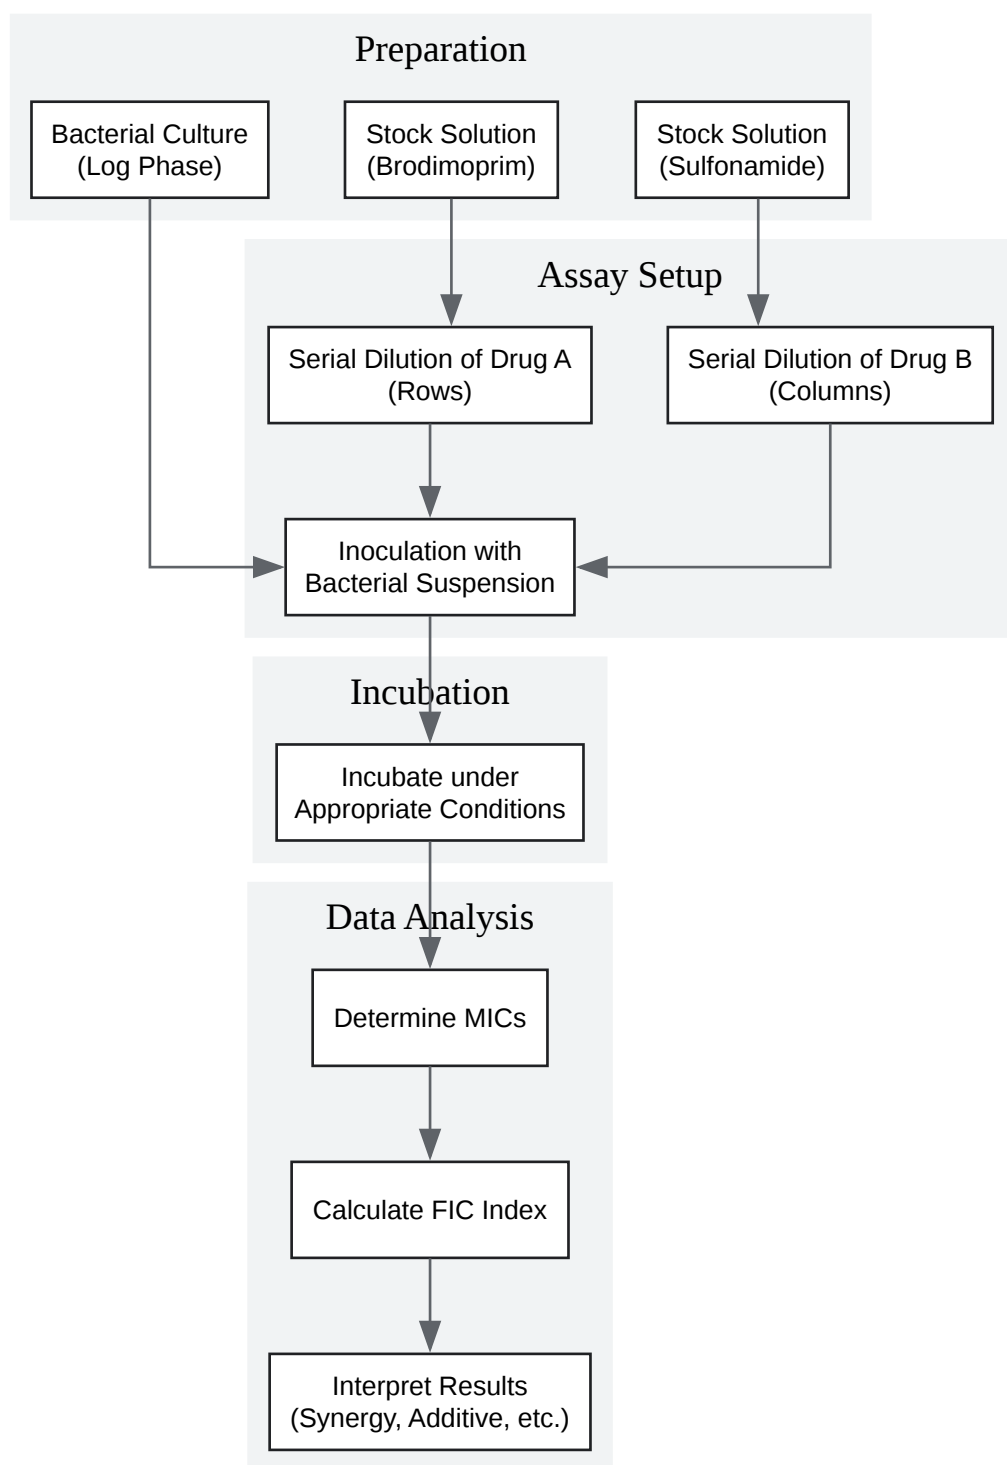 Preparation
Bacterial Culture
(Log Phase)
Stock Solution
(Brodimoprim)
Stock Solution
(Sulfonamide)
Assay Setup
Serial Dilution of Drug A
(Rows)
Serial Dilution of Drug B
(Columns)
Inoculation with
Bacterial Suspension
Incubation
Incubate under
Appropriate Conditions
Data Analysis
Determine MICs
Calculate FIC Index
Interpret Results
(Synergy, Additive, etc.)